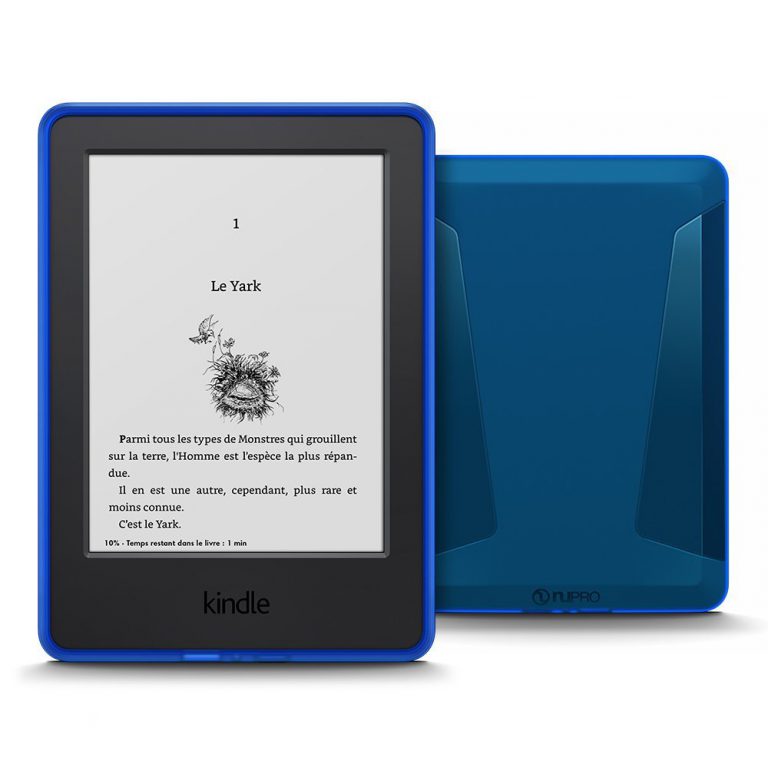 1
Le Yark
Parmi tous les types de Monstres qui grouillent
sur la terre, l'Homme est l'espèce la plus répan-
due.
Il en est une autre, cependant, plus rare et
moins connue.
C'est le Yark.
10% - Temps restant dans le livre : 1 min
kindle
nuPRO